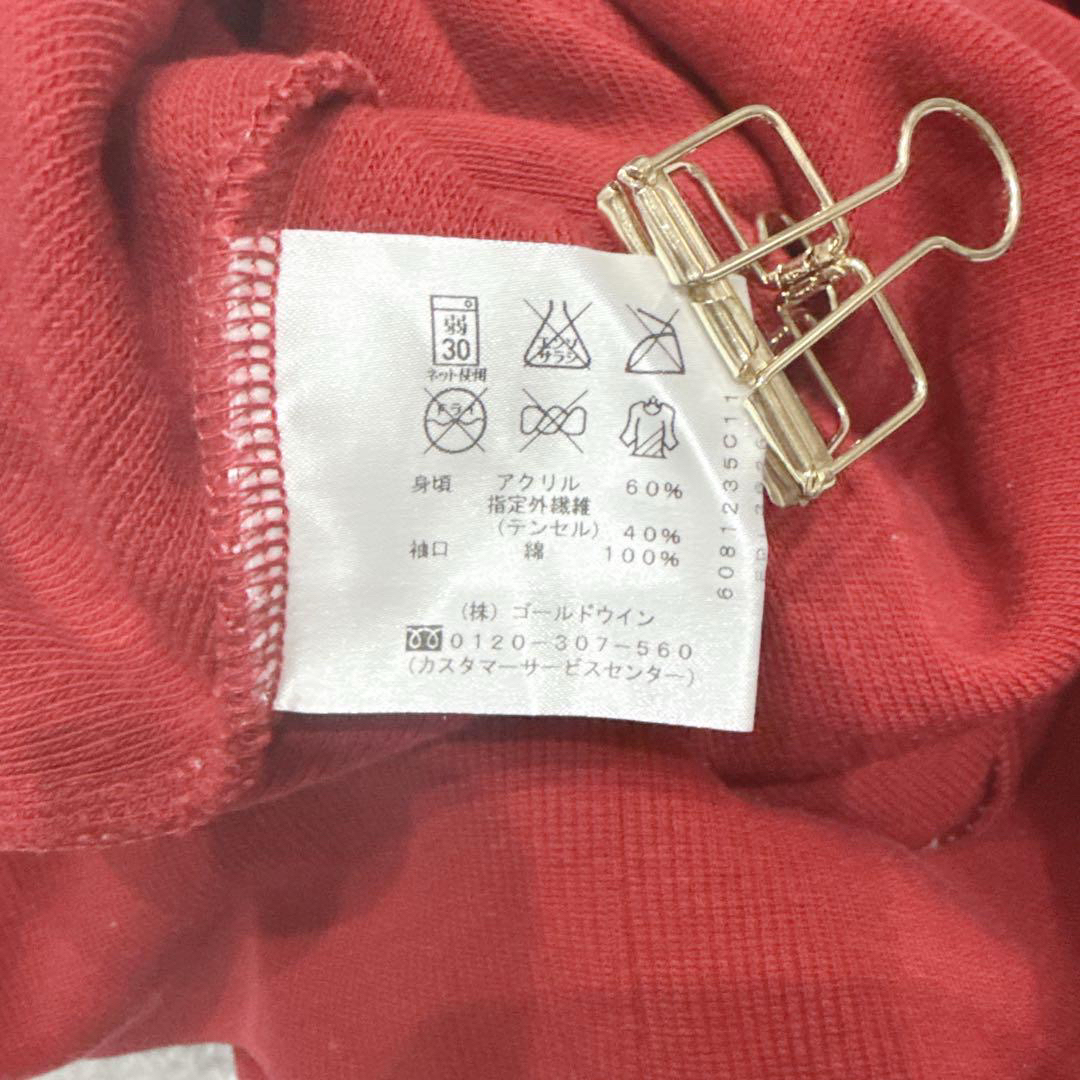 弱
30
ネット使用
エンソ
サラシ
ドライ
身頃 アクリル 60%
指定外繊維
(テンセル) 40%
袖口 綿 100%
(株)ゴールドウイン
0120-307-560
(カスタマーサービスセンター)
6081235C11